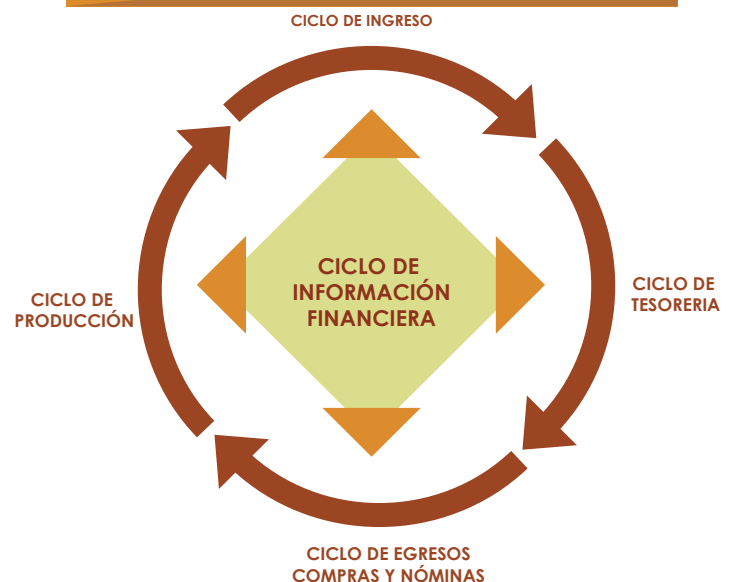 CICLO DE INGRESO
CICLO DE
INFORMACIÓN
FINANCIERA
CICLO DE
TESORERIA
CICLO DE
PRODUCCIÓN
CICLO DE EGRESOS
COMPRAS Y NÓMINAS